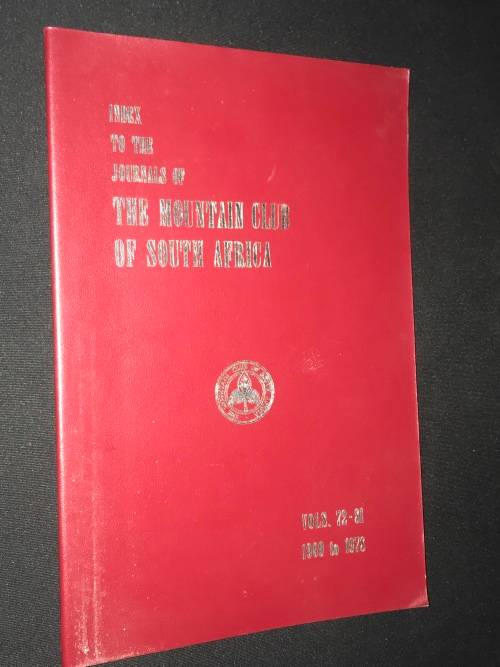 INDEX
TO THE
JOURNALS OF
THE MOUNTAIN CLUB
OF SOUTH AFRICA
VOLS. 72-81
1969 to 1978